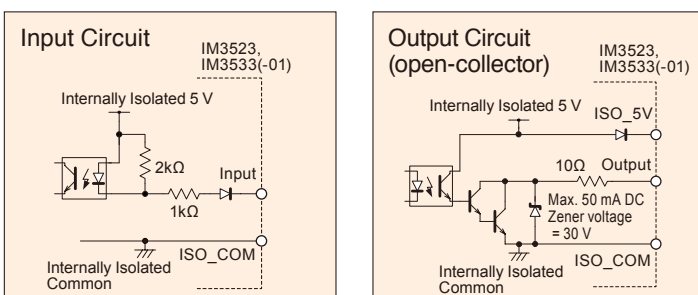 Input Circuit
IM3523,
IM3533(-01)
Internally Isolated 5 V
2kΩ
Input
1kΩ
ISO_COM
Internally Isolated
Common
Output Circuit
(open-collector)
IM3523,
IM3533(-01)
Internally Isolated 5 V
ISO_5V
10Ω
Output
Max. 50 mA DC
Zener voltage
= 30 V
ISO_COM
Internally Isolated
Common